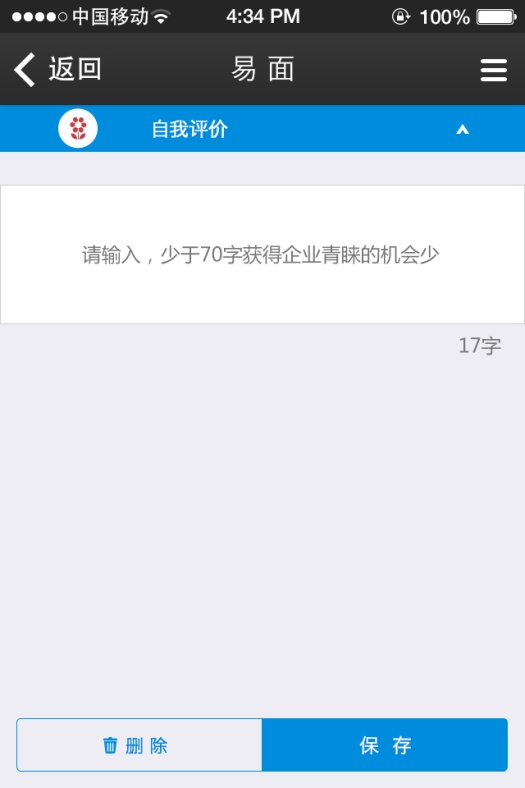 中国移动 4:34 PM 100%
返回 易面
自我评价
请输入，少于70字获得企业青睐的机会少
17字
删除 保存